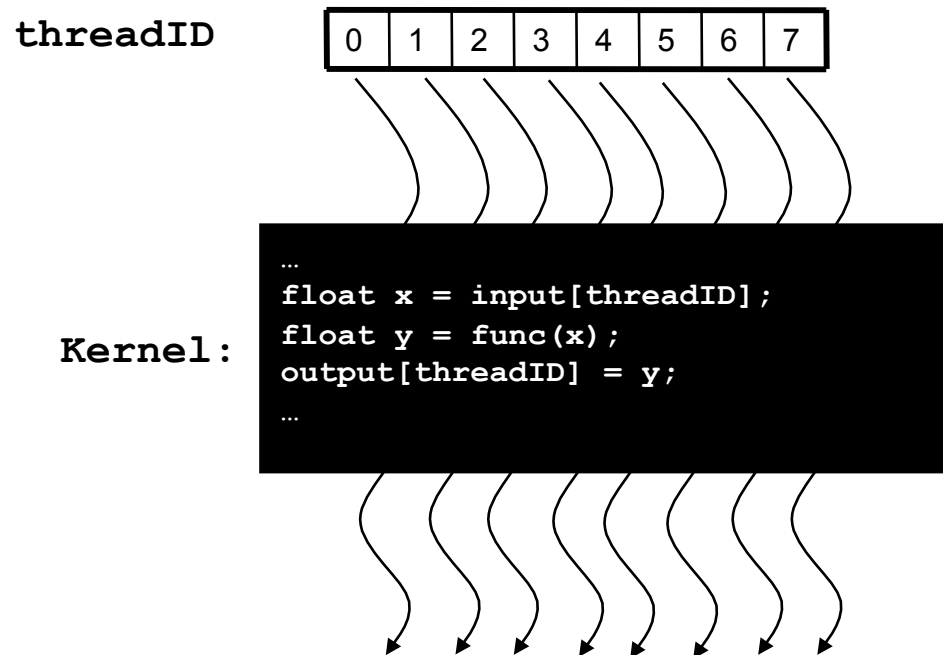 threadID
0 1 2 3 4 5 6 7
Kernel:
…
float x = input[threadID];
float y = func(x);
output[threadID] = y;
…